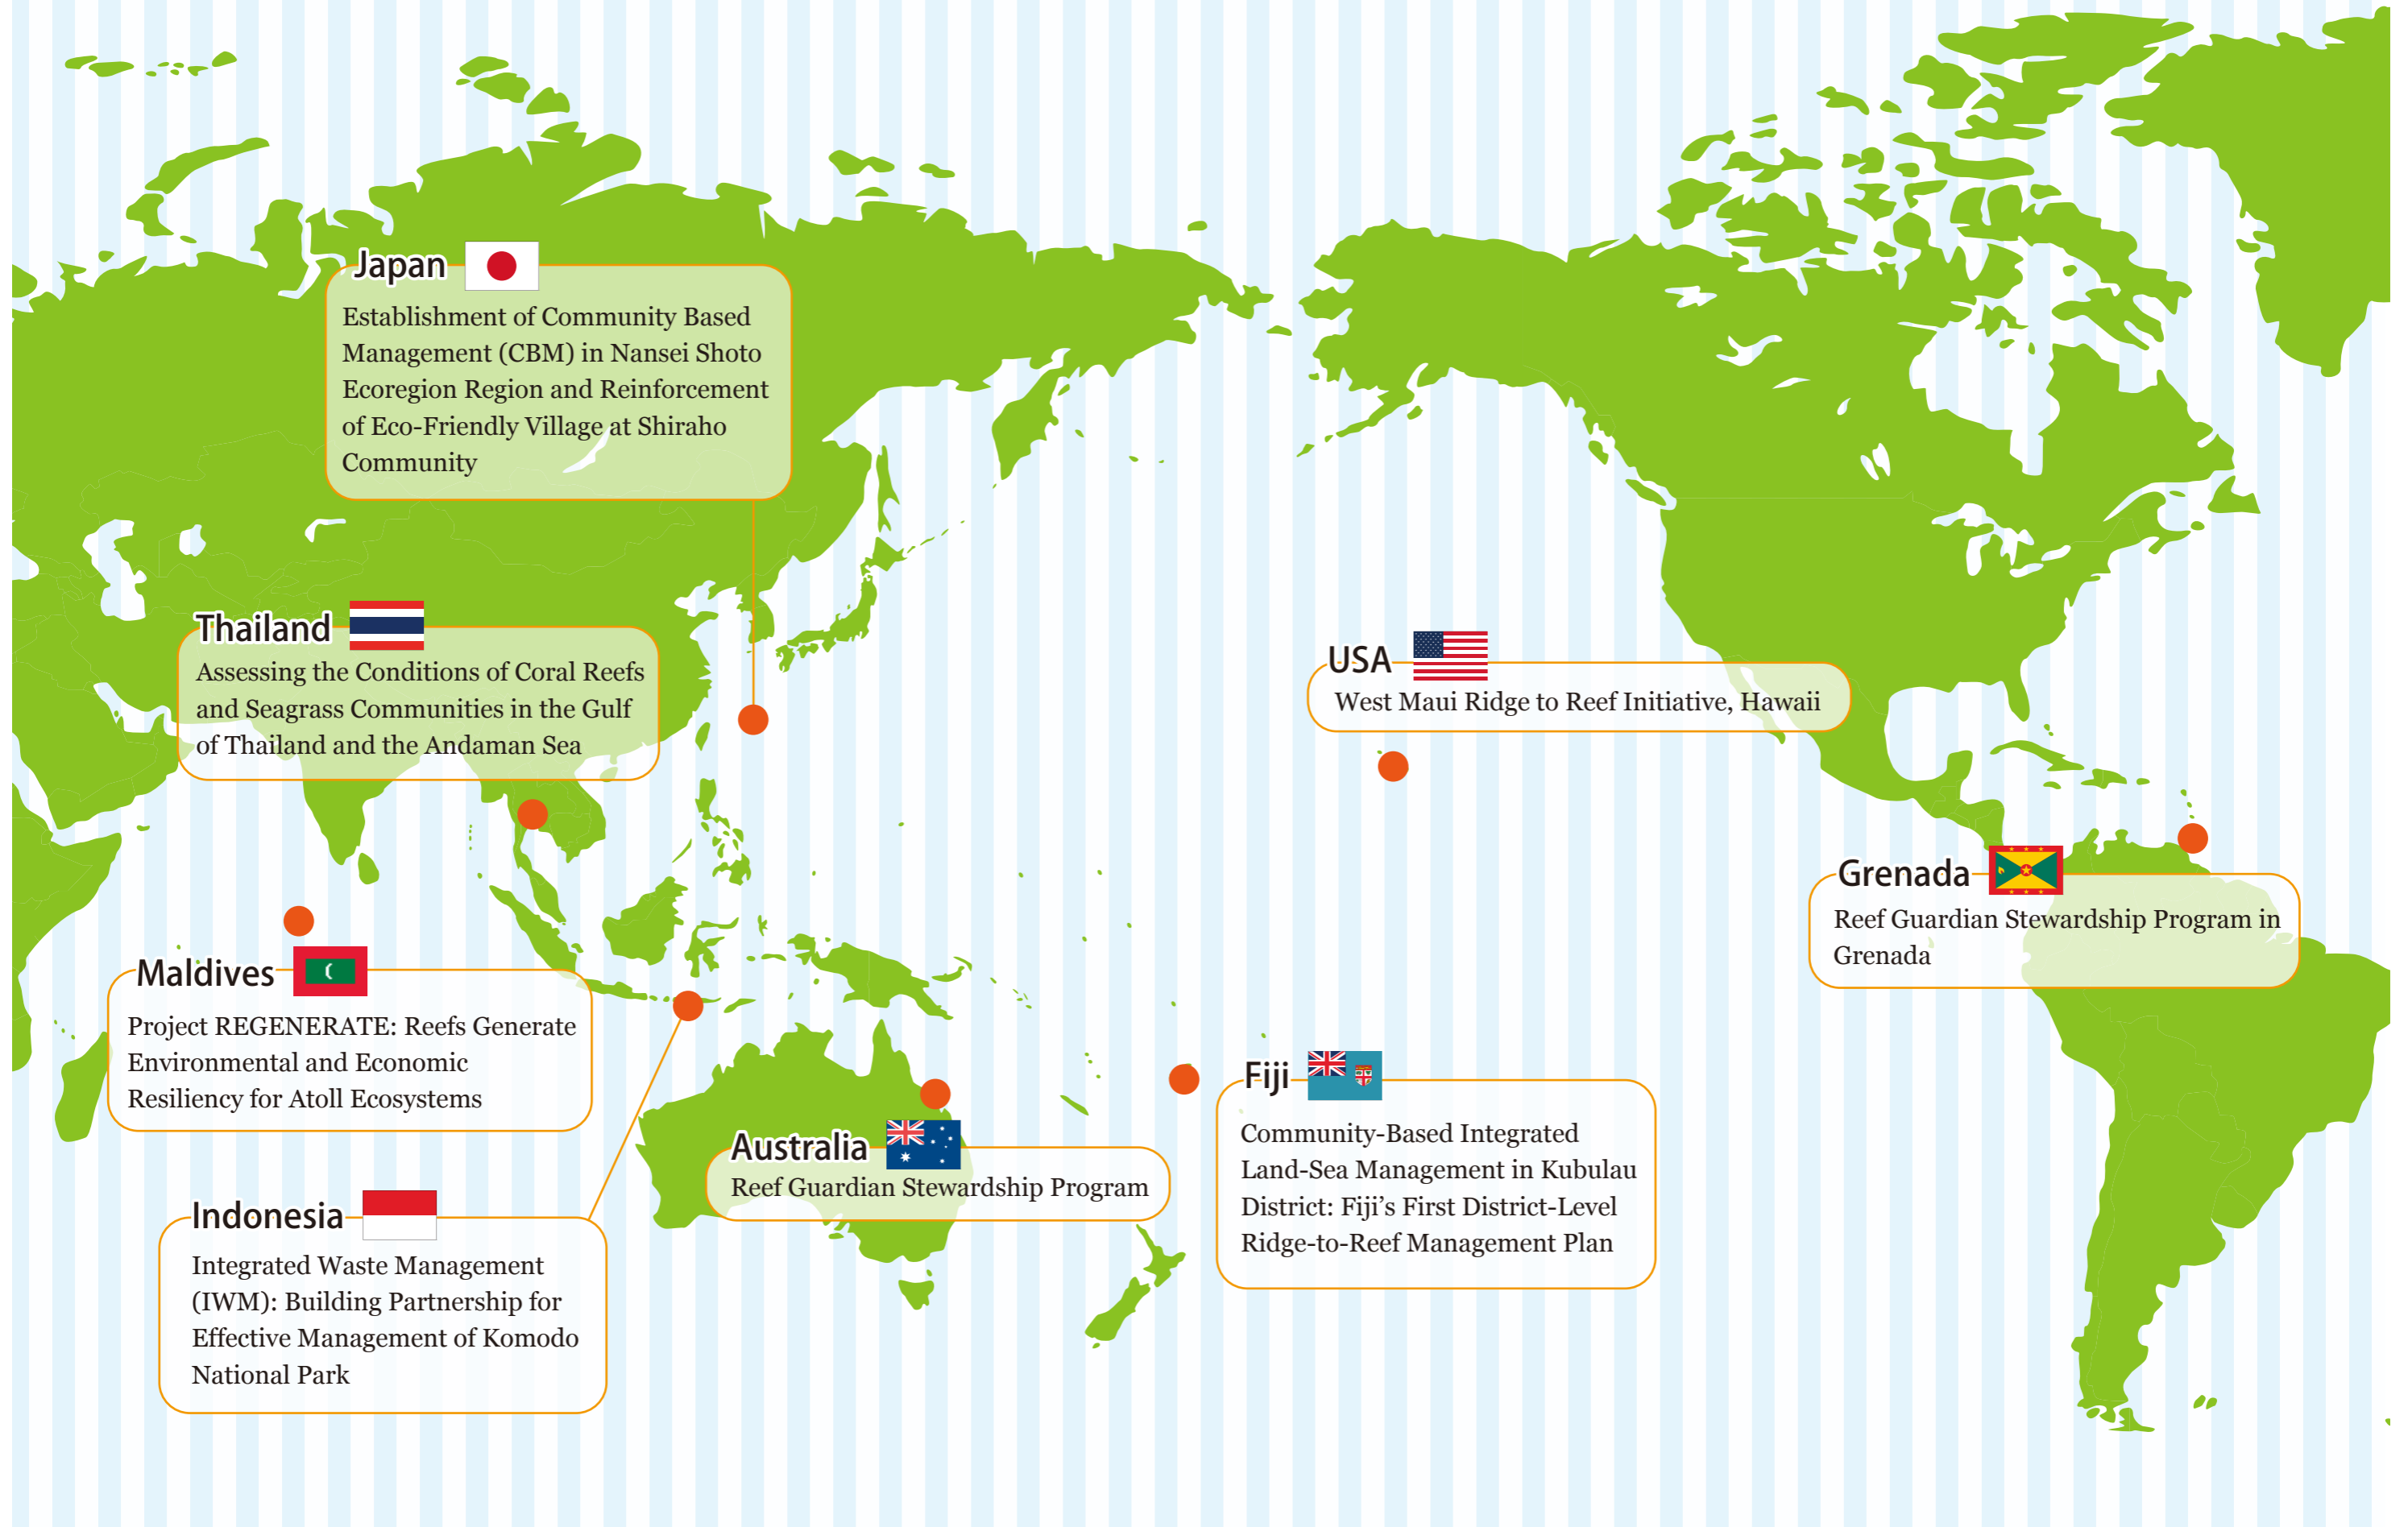 Japan
Establishment of Community Based
Management (CBM) in Nansei Shoto
Ecoregion Region and Reinforcement
of Eco-Friendly Village at Shiraho
Community
Thailand
Assessing the Conditions of Coral Reefs
and Seagrass Communities in the Gulf
of Thailand and the Andaman Sea
USA
West Maui Ridge to Reef Initiative, Hawaii
Grenada
Reef Guardian Stewardship Program in
Grenada
Maldives
Project REGENERATE: Reefs Generate
Environmental and Economic
Resiliency for Atoll Ecosystems
Fiji
Community-Based Integrated
Land-Sea Management in Kubulau
District: Fiji’s First District-Level
Ridge-to-Reef Management Plan
Australia
Reef Guardian Stewardship Program
Indonesia
Integrated Waste Management
(IWM): Building Partnership for
Effective Management of Komodo
National Park